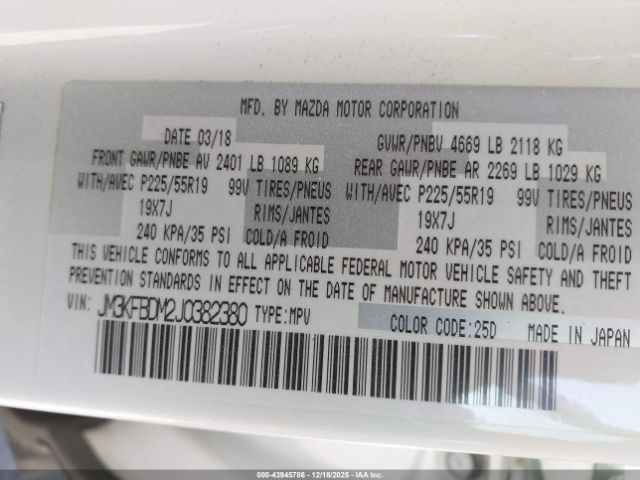 MFD. BY MAZDA MOTOR CORPORATION
DATE 03/18 GVWR/PNBV 4669 LB 2118 KG
FRONT GAWR/PNBE AV 2401 LB 1089 KG REAR GAWR/PNBE AR 2269 LB 1029 KG
WITH/AVEC P225/55R19 99V TIRES/PNEUS WITH/AVEC P225/55R19 99V TIRES/PNEUS
19X7J RIMS/JANTES 19X7J RIMS/JANTES
240 KPA/35 PSI COLD/A FROID 240 KPA/35 PSI COLD/A FROID
THIS VEHICLE CONFORMS TO ALL APPLICABLE FEDERAL MOTOR VEHICLE SAFETY AND THEFT
PREVENTION STANDARDS IN EFFECT ON THE DATE OF MANUFACTURE SHOWN ABOVE.
VIN: JM3KFBDM2J0382380 TYPE:MPV
COLOR CODE:25D MADE IN JAPAN
000-43945786 - 12/18/2025 - IAA Inc.